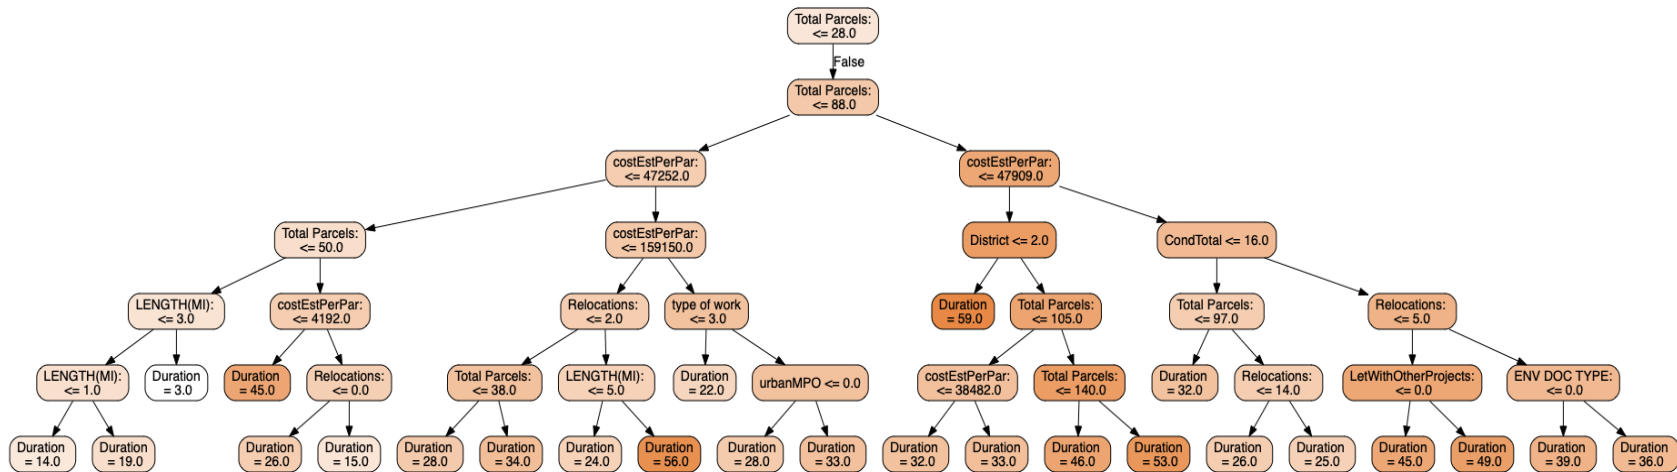 Total Parcels:
<= 28.0
False
Total Parcels:
<= 88.0
costEstPerPar:
<= 47252.0
costEstPerPar:
<= 47909.0
Total Parcels:
<= 50.0
costEstPerPar:
<= 159150.0
District <= 2.0
CondTotal <= 16.0
LENGTH(MI):
<= 3.0
costEstPerPar:
<= 4192.0
Relocations:
<= 2.0
type of work
<= 3.0
Duration
= 59.0
Total Parcels:
<= 105.0
Total Parcels:
<= 97.0
Relocations:
<= 5.0
LENGTH(MI):
<= 1.0
Duration
= 3.0
Duration
= 45.0
Relocations:
<= 0.0
Total Parcels:
<= 38.0
LENGTH(MI):
<= 5.0
Duration
= 22.0
urbanMPO <= 0.0
costEstPerPar:
<= 38482.0
Total Parcels:
<= 140.0
Duration
= 32.0
Relocations:
<= 14.0
LetWithOtherProjects:
<= 0.0
ENV DOC TYPE:
<= 0.0
Duration
= 14.0
Duration
= 19.0
Duration
= 26.0
Duration
= 15.0
Duration
= 28.0
Duration
= 34.0
Duration
= 24.0
Duration
= 56.0
Duration
= 28.0
Duration
= 33.0
Duration
= 32.0
Duration
= 33.0
Duration
= 46.0
Duration
= 53.0
Duration
= 26.0
Duration
= 25.0
Duration
= 45.0
Duration
= 49.0
Duration
= 39.0
Duration
= 36.0